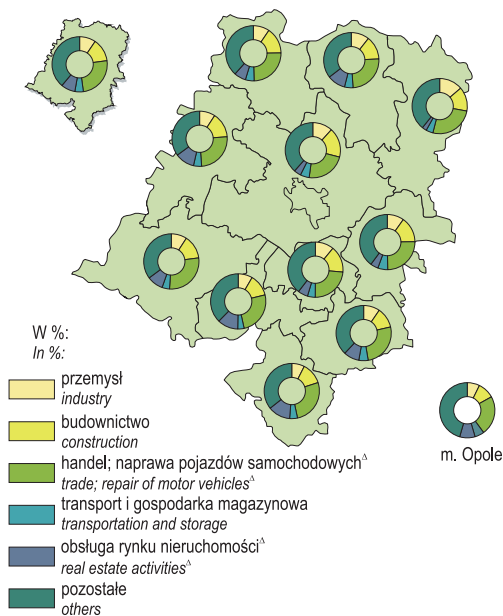 W %:
In %:
przemysł
industry
budownictwo
construction
handel; naprawa pojazdów samochodowych^Δ
trade; repair of motor vehicles^Δ
transport i gospodarka magazynowa
transportation and storage
obsługa rynku nieruchomości^Δ
real estate activities^Δ
pozostałe
others
m. Opole